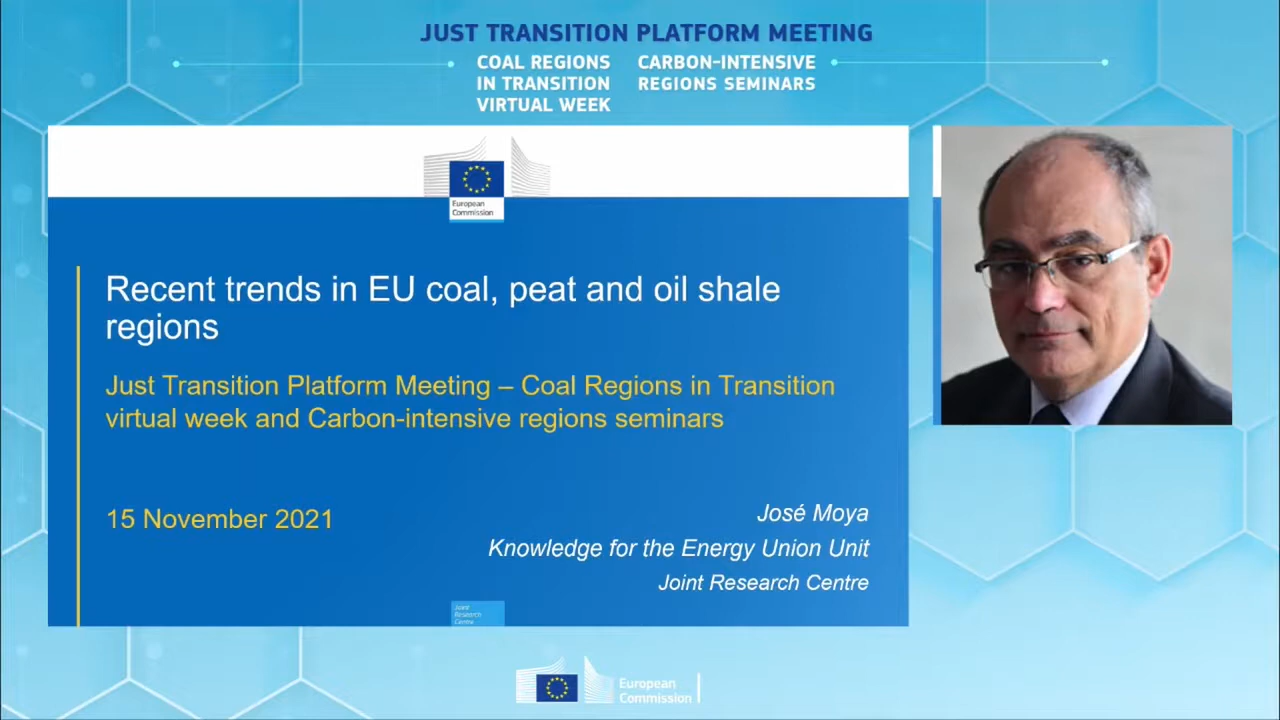 JUST TRANSITION PLATFORM MEETING
COAL REGIONS
IN TRANSITION
VIRTUAL WEEK
CARBON-INTENSIVE
REGIONS SEMINARS
European
Commission
Recent trends in EU coal, peat and oil shale
regions
Just Transition Platform Meeting – Coal Regions in Transition
virtual week and Carbon-intensive regions seminars
15 November 2021
José Moya
Knowledge for the Energy Union Unit
Joint Research Centre
Joint
Research
Centre
European
Commission